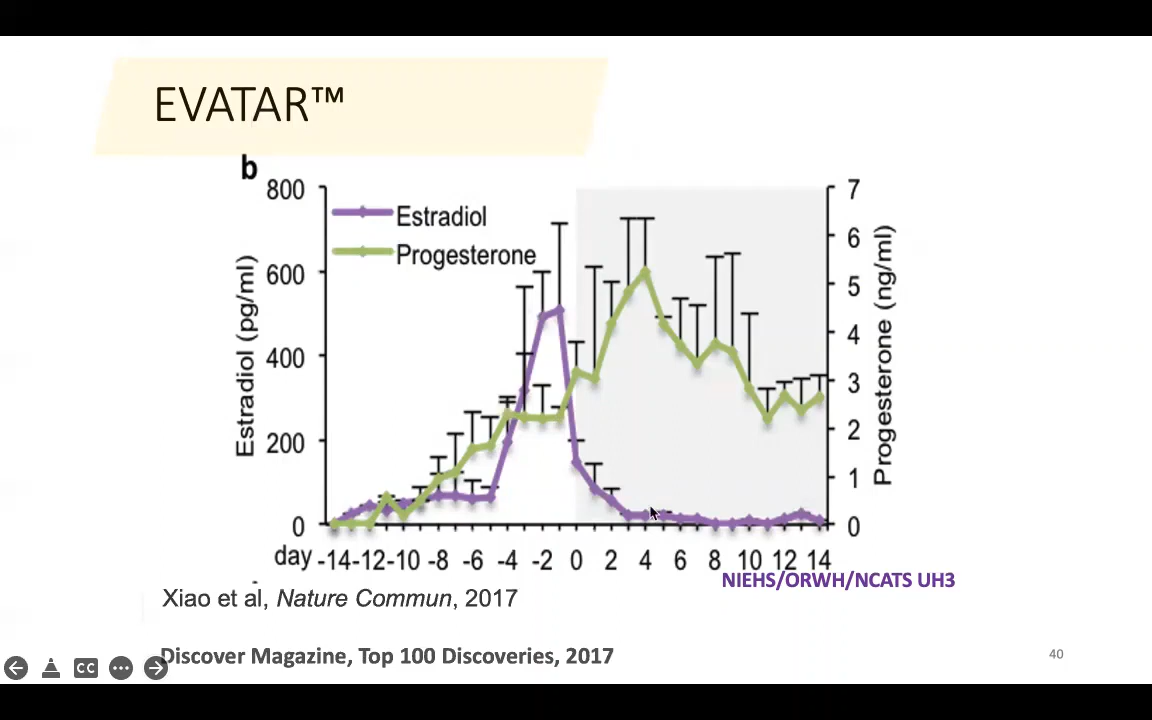 EVATAR™
b
800
600
400
200
0
Estradiol (pg/ml)
Estradiol
Progesterone
7
6
5
4
3
2
1
0
Progesterone (ng/ml)
day -14 -12 -10 -8 -6 -4 -2 0 2 4 6 8 10 12 14
NIEHS/ORWH/NCATS UH3
Xiao et al, Nature Commun, 2017
Discover Magazine, Top 100 Discoveries, 2017
40
CC